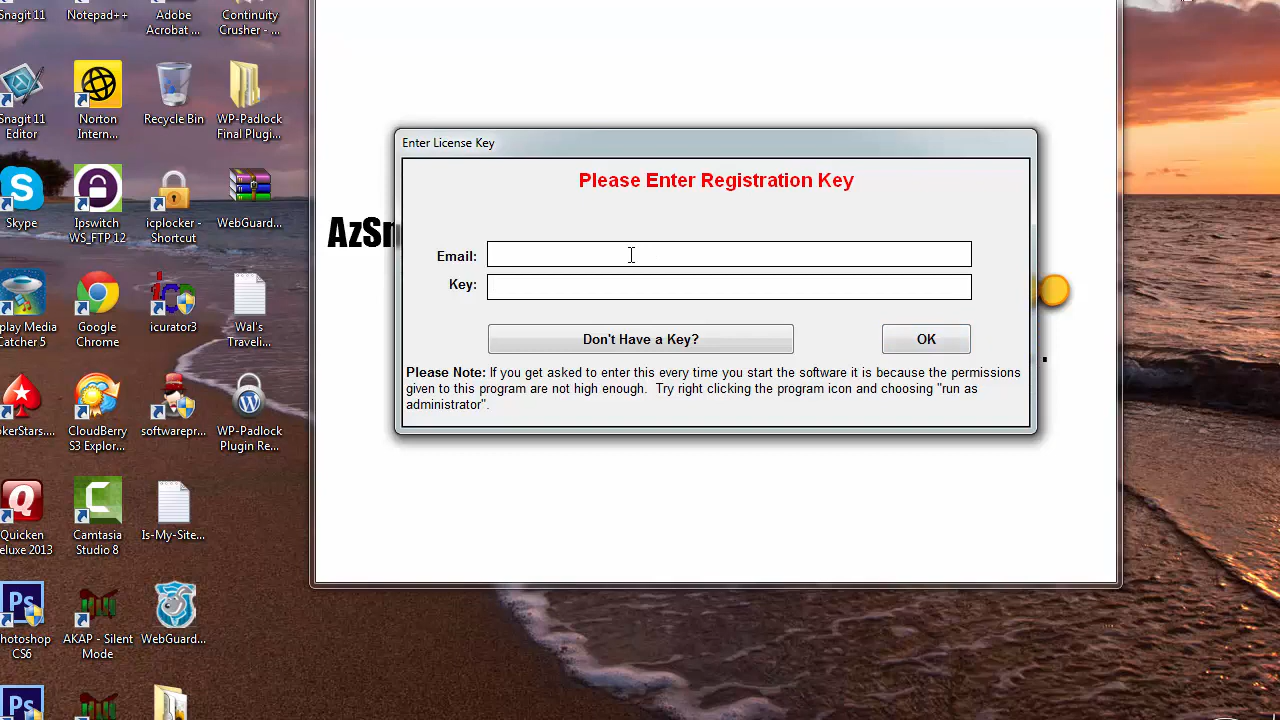 Snagit 11
Notepad++
Adobe
Acrobat ...
Continuity
Crusher - ...
Snagit 11
Editor
Norton
Intern...
Recycle Bin
WP-Padlock
Final Plugi...
Skype
Ipswitch
WS_FTP 12
icplocker -
Shortcut
WebGuard...
play Media
Catcher 5
Google
Chrome
icurator3
Wal's
Traveli...
okerStars....
CloudBerry
S3 Explor...
softwarepr...
WP-Padlock
Plugin Re...
Quicken
eluxe 2013
Camtasia
Studio 8
Is-My-Site...
Ps
hotoshop
CS6
AKAP - Silent
Mode
WebGuard...
Ps
AzSn
Enter License Key
Please Enter Registration Key
Email:
Key:
Don't Have a Key?
OK
Please Note: If you get asked to enter this every time you start the software it is because the permissions
given to this program are not high enough. Try right clicking the program icon and choosing "run as
administrator".